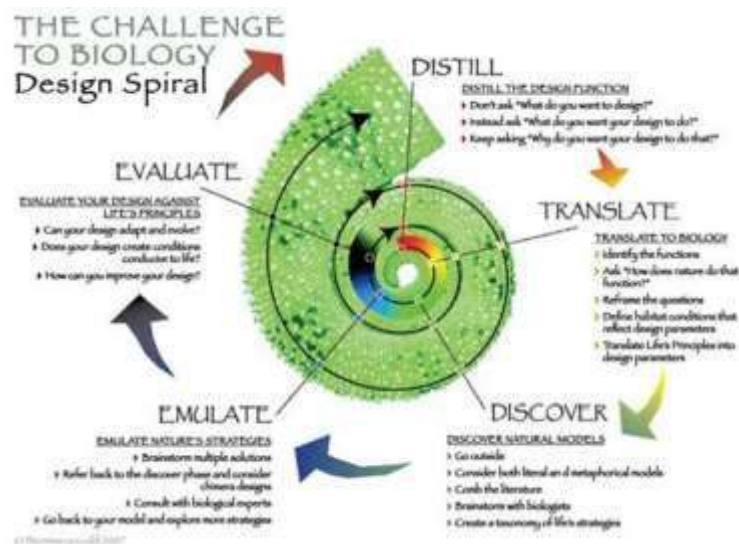 THE CHALLENGE
TO BIOLOGY
Design Spiral
DISTILL
DISTILL THE DESIGN FUNCTION
Don't ask "What do you want to design?"
Instead ask "What do you want your design to do?"
Keep asking "Why do you want your design to do that?"
TRANSLATE
TRANSLATE TO BIOLOGY
Identify the functions
Ask "How does nature do that
function?"
Reframe the questions
Define habitat conditions that
reflect design parameters
Translate Life's Principles into
design parameters
DISCOVER
DISCOVER NATURAL MODELS
Go outside
Consider both literal and metaphorical models
Comb the literature
Brainstorm with biologists
Create a taxonomy of life's strategies
EMULATE
EMULATE NATURE'S STRATEGIES
Brainstorm multiple solutions
Refer back to the discover phase and consider
chimera designs
Consult with biological experts
Go back to your model and explore more strategies
EVALUATE
EVALUATE YOUR DESIGN AGAINST
LIFE'S PRINCIPLES
Can your design adapt and evolve?
Does your design create conditions
conducive to life?
How can you improve your design?